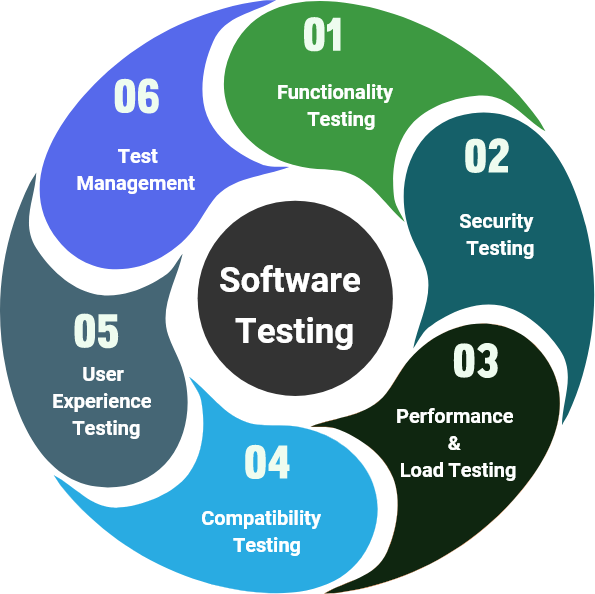 01
Functionality
Testing
02
Security
Testing
03
Performance
&
Load Testing
04
Compatibility
Testing
05
User
Experience
Testing
06
Test
Management
Software
Testing